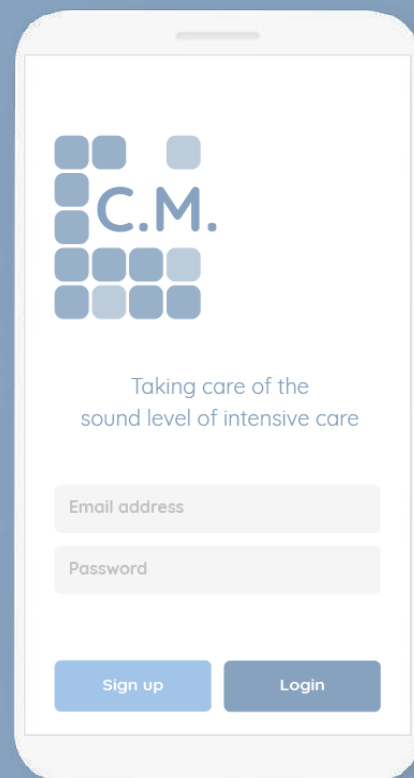 C.M.
Taking care of the
sound level of intensive care
Email address
Password
Sign up
Login